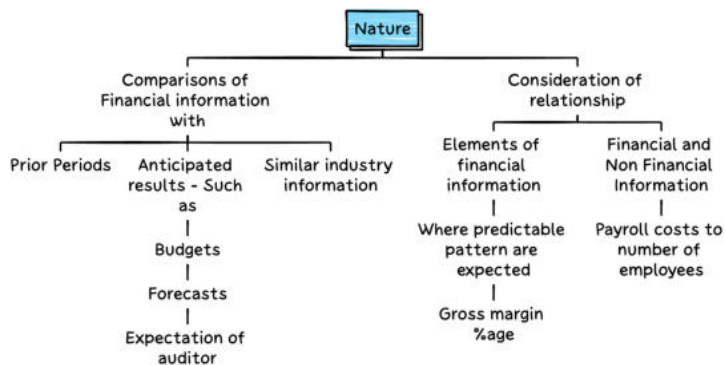 Nature
Comparisons of
Financial information
with
Consideration of
relationship
Prior Periods
Anticipated
results - Such
as
Similar industry
information
Elements of
financial
information
Financial and
Non Financial
Information
Budgets
Where predictable
pattern are
expected
Payroll costs to
number of
employees
Forecasts
Gross margin
%age
Expectation of
auditor